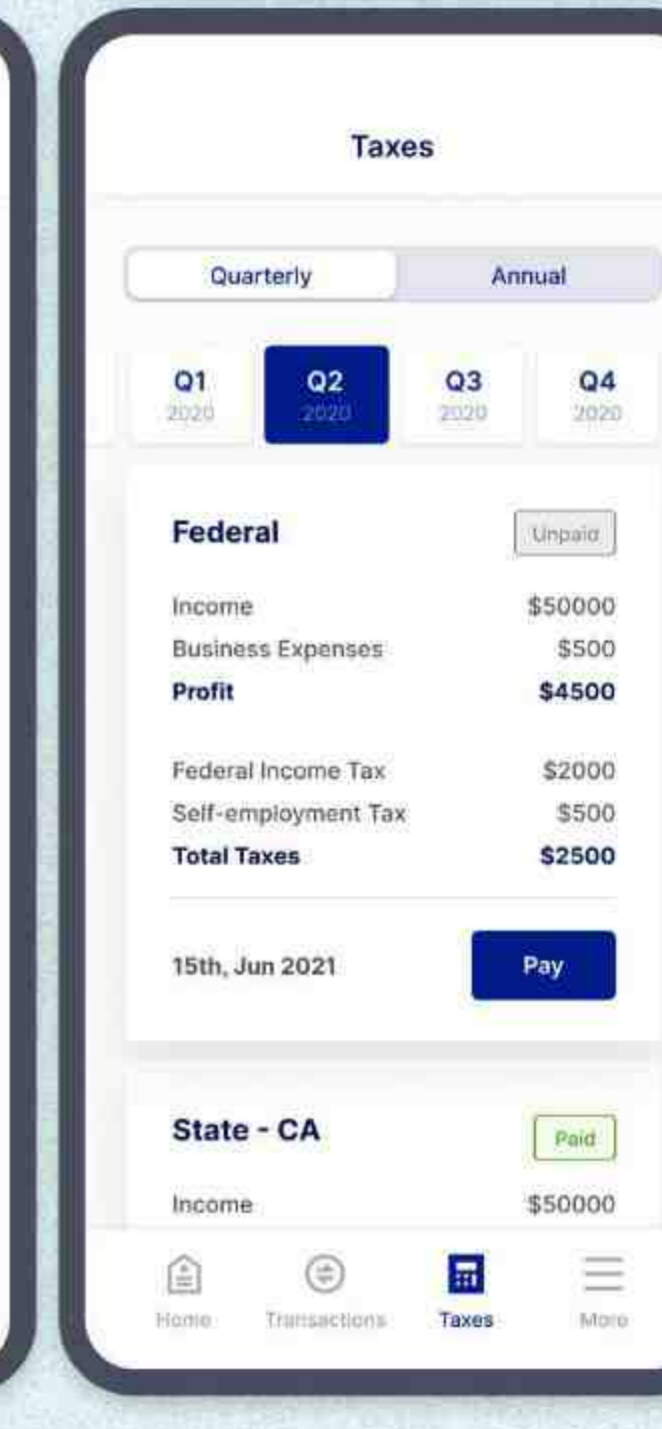 Taxes
Quarterly Annual
Q1 Q2 Q3 Q4
2020 2020 2020 2020
Federal Unpaid
Income $50000
Business Expenses $500
Profit $4500
Federal Income Tax $2000
Self-employment Tax $500
Total Taxes $2500
15th, Jun 2021 Pay
State - CA Paid
Income $50000
Home Transactions Taxes More